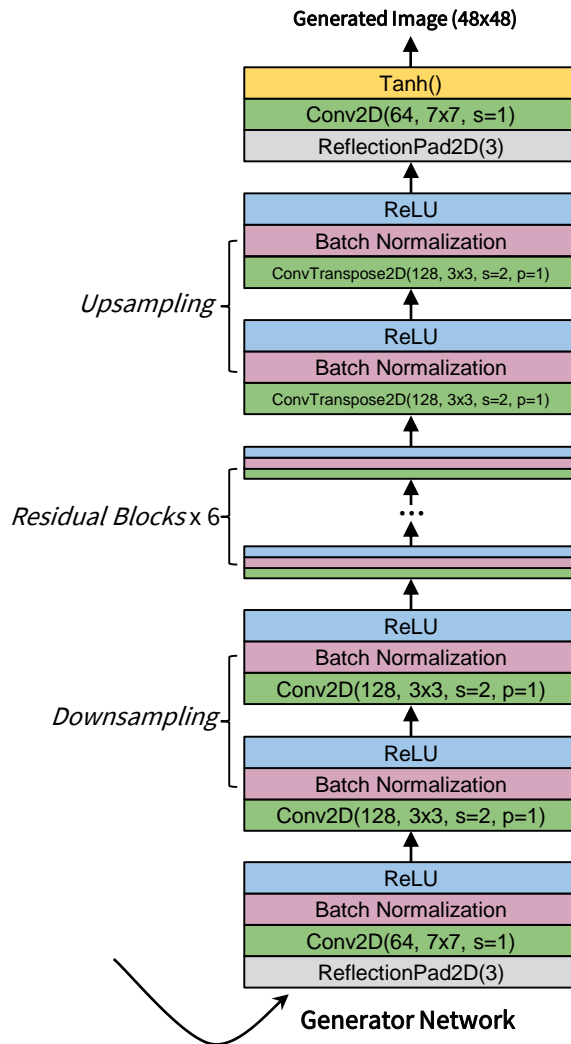 Generated Image (48x48)
Tanh()
Conv2D(64, 7x7, s=1)
ReflectionPad2D(3)
ReLU
Batch Normalization
ConvTranspose2D(128, 3x3, s=2, p=1)
Upsampling
ReLU
Batch Normalization
ConvTranspose2D(128, 3x3, s=2, p=1)
Residual Blocks x 6
...
ReLU
Batch Normalization
Conv2D(128, 3x3, s=2, p=1)
Downsampling
ReLU
Batch Normalization
Conv2D(128, 3x3, s=2, p=1)
ReLU
Batch Normalization
Conv2D(64, 7x7, s=1)
ReflectionPad2D(3)
Generator Network